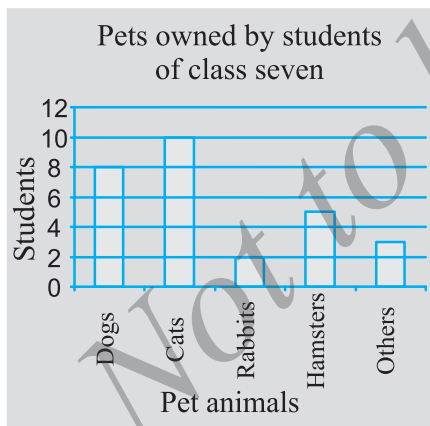 Pets owned by students
of class seven
12
10
8
6
4
2
0
Students
Dogs
Cats
Rabbits
Hamsters
Others
Pet animals
Not to